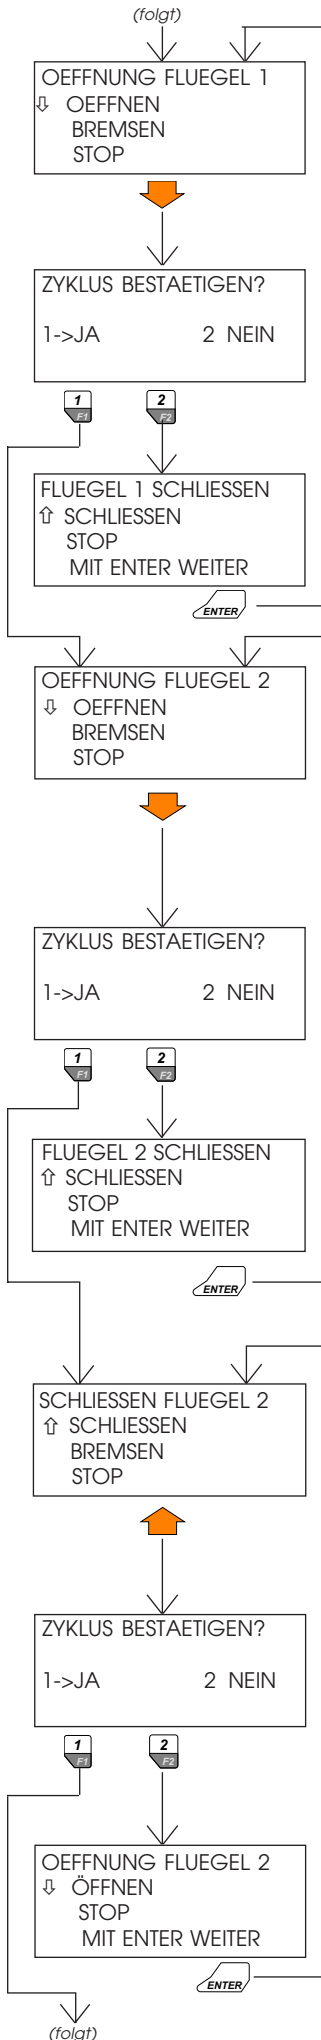 (folgt)
OEFFNUNG FLUEGEL 1
⇩ OEFFNEN
BREMSEN
STOP
ZYKLUS BESTAETIGEN?
1->JA 2 NEIN
1 F1 2 F2
FLUEGEL 1 SCHLIESSEN
⇧ SCHLIESSEN
STOP
MIT ENTER WEITER
ENTER
OEFFNUNG FLUEGEL 2
⇩ OEFFNEN
BREMSEN
STOP
ZYKLUS BESTAETIGEN?
1->JA 2 NEIN
1 F1 2 F2
FLUEGEL 2 SCHLIESSEN
⇧ SCHLIESSEN
STOP
MIT ENTER WEITER
ENTER
SCHLIESSEN FLUEGEL 2
⇧ SCHLIESSEN
BREMSEN
STOP
ZYKLUS BESTAETIGEN?
1->JA 2 NEIN
1 F1 2 F2
OEFFNUNG FLUEGEL 2
⇩ ÖFFNEN
STOP
MIT ENTER WEITER
ENTER
(folgt)